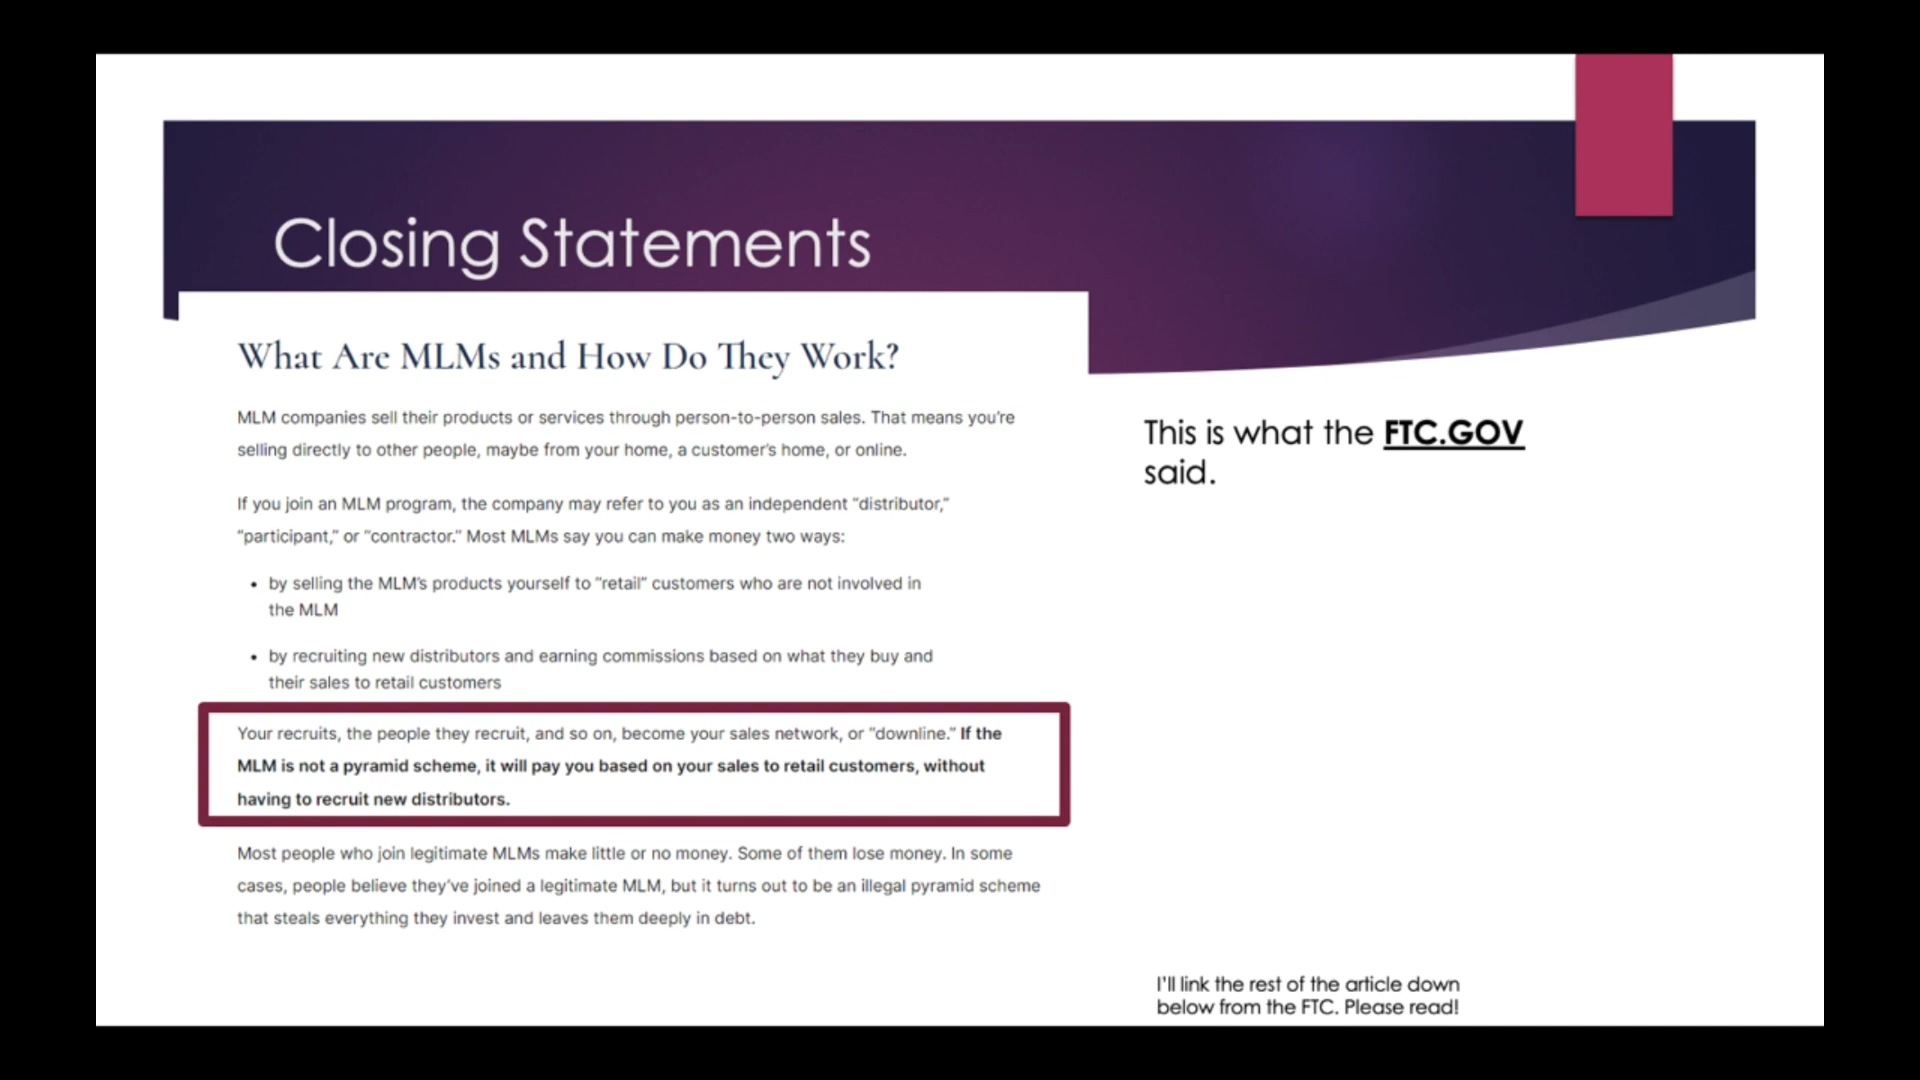 Closing Statements
What Are MLMs and How Do They Work?
MLM companies sell their products or services through person-to-person sales. That means you’re
selling directly to other people, maybe from your home, a customer’s home, or online.
If you join an MLM program, the company may refer to you as an independent “distributor,”
“participant,” or “contractor.” Most MLMs say you can make money two ways:
• by selling the MLM’s products yourself to “retail” customers who are not involved in
the MLM
• by recruiting new distributors and earning commissions based on what they buy and
their sales to retail customers
Your recruits, the people they recruit, and so on, become your sales network, or “downline.” If the
MLM is not a pyramid scheme, it will pay you based on your sales to retail customers, without
having to recruit new distributors.
Most people who join legitimate MLMs make little or no money. Some of them lose money. In some
cases, people believe they’ve joined a legitimate MLM, but it turns out to be an illegal pyramid scheme
that steals everything they invest and leaves them deeply in debt.
This is what the FTC.GOV
said.
I’ll link the rest of the article down
below from the FTC. Please read!